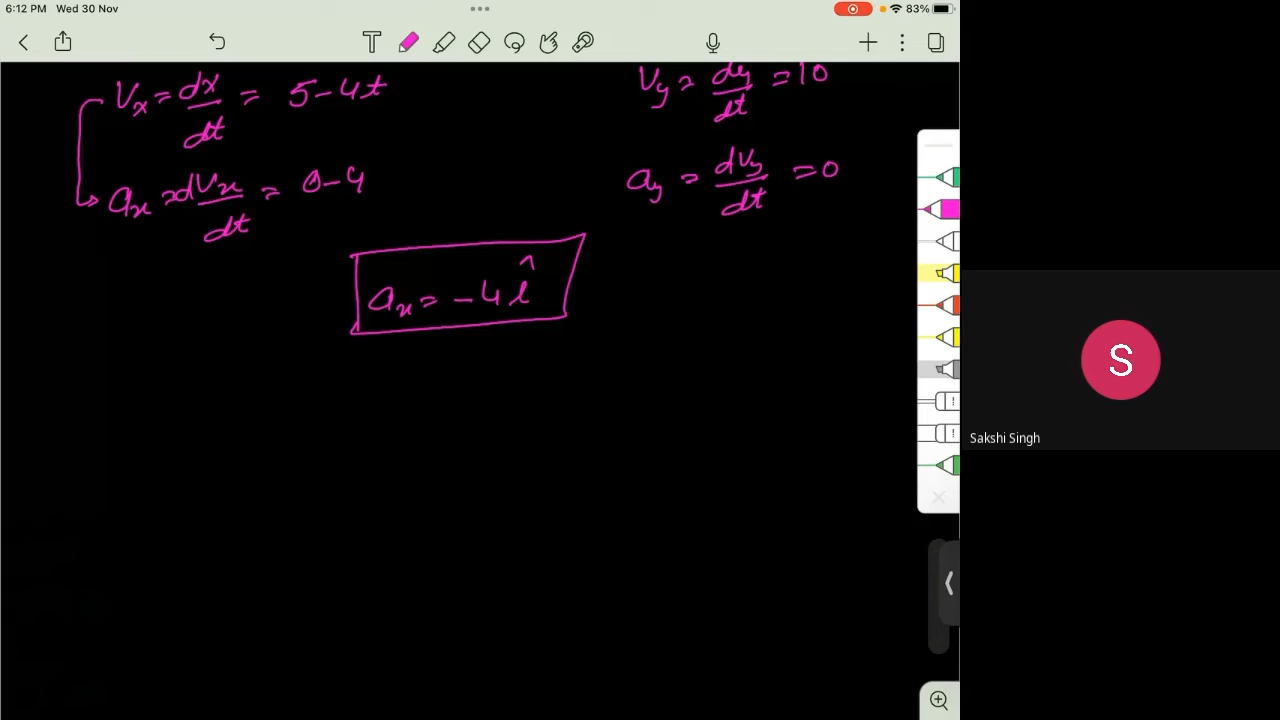 6:12 PM Wed 30 Nov
83%
Vx = dx/dt = 5-4t
Vy = dy/dt = 10
ax = dVx/dt = 0-4
ay = dVy/dt = 0
ax = -4 î
S
Sakshi Singh